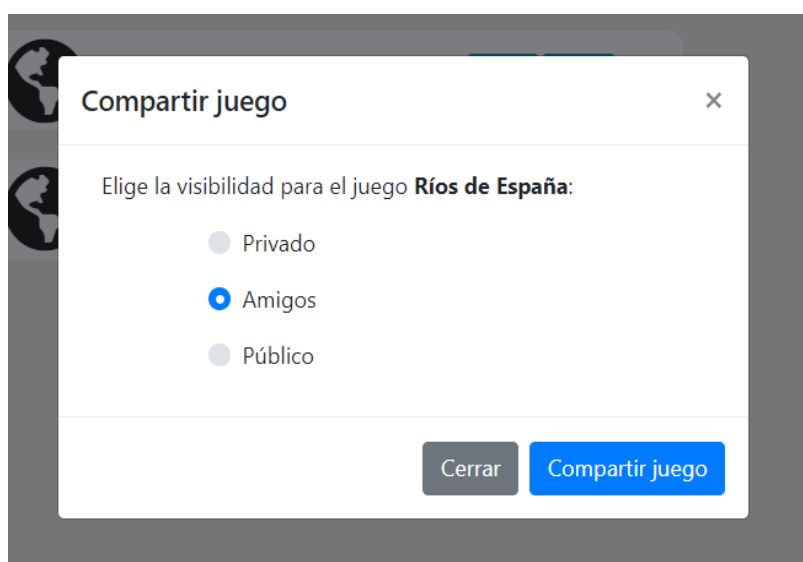 Compartir juego
×
Elige la visibilidad para el juego Ríos de España:
Privado
Amigos
Público
Cerrar
Compartir juego